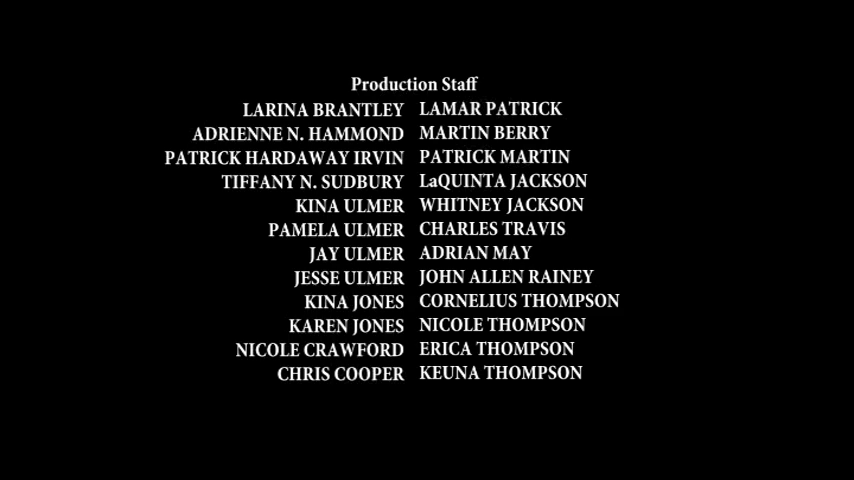 Production Staff
LARINA BRANTLEY LAMAR PATRICK
ADRIENNE N. HAMMOND MARTIN BERRY
PATRICK HARDAWAY IRVIN PATRICK MARTIN
TIFFANY N. SUDBURY LaQUINTA JACKSON
KINA ULMER WHITNEY JACKSON
PAMELA ULMER CHARLES TRAVIS
JAY ULMER ADRIAN MAY
JESSE ULMER JOHN ALLEN RAINEY
KINA JONES CORNELIUS THOMPSON
KAREN JONES NICOLE THOMPSON
NICOLE CRAWFORD ERICA THOMPSON
CHRIS COOPER KEUNA THOMPSON